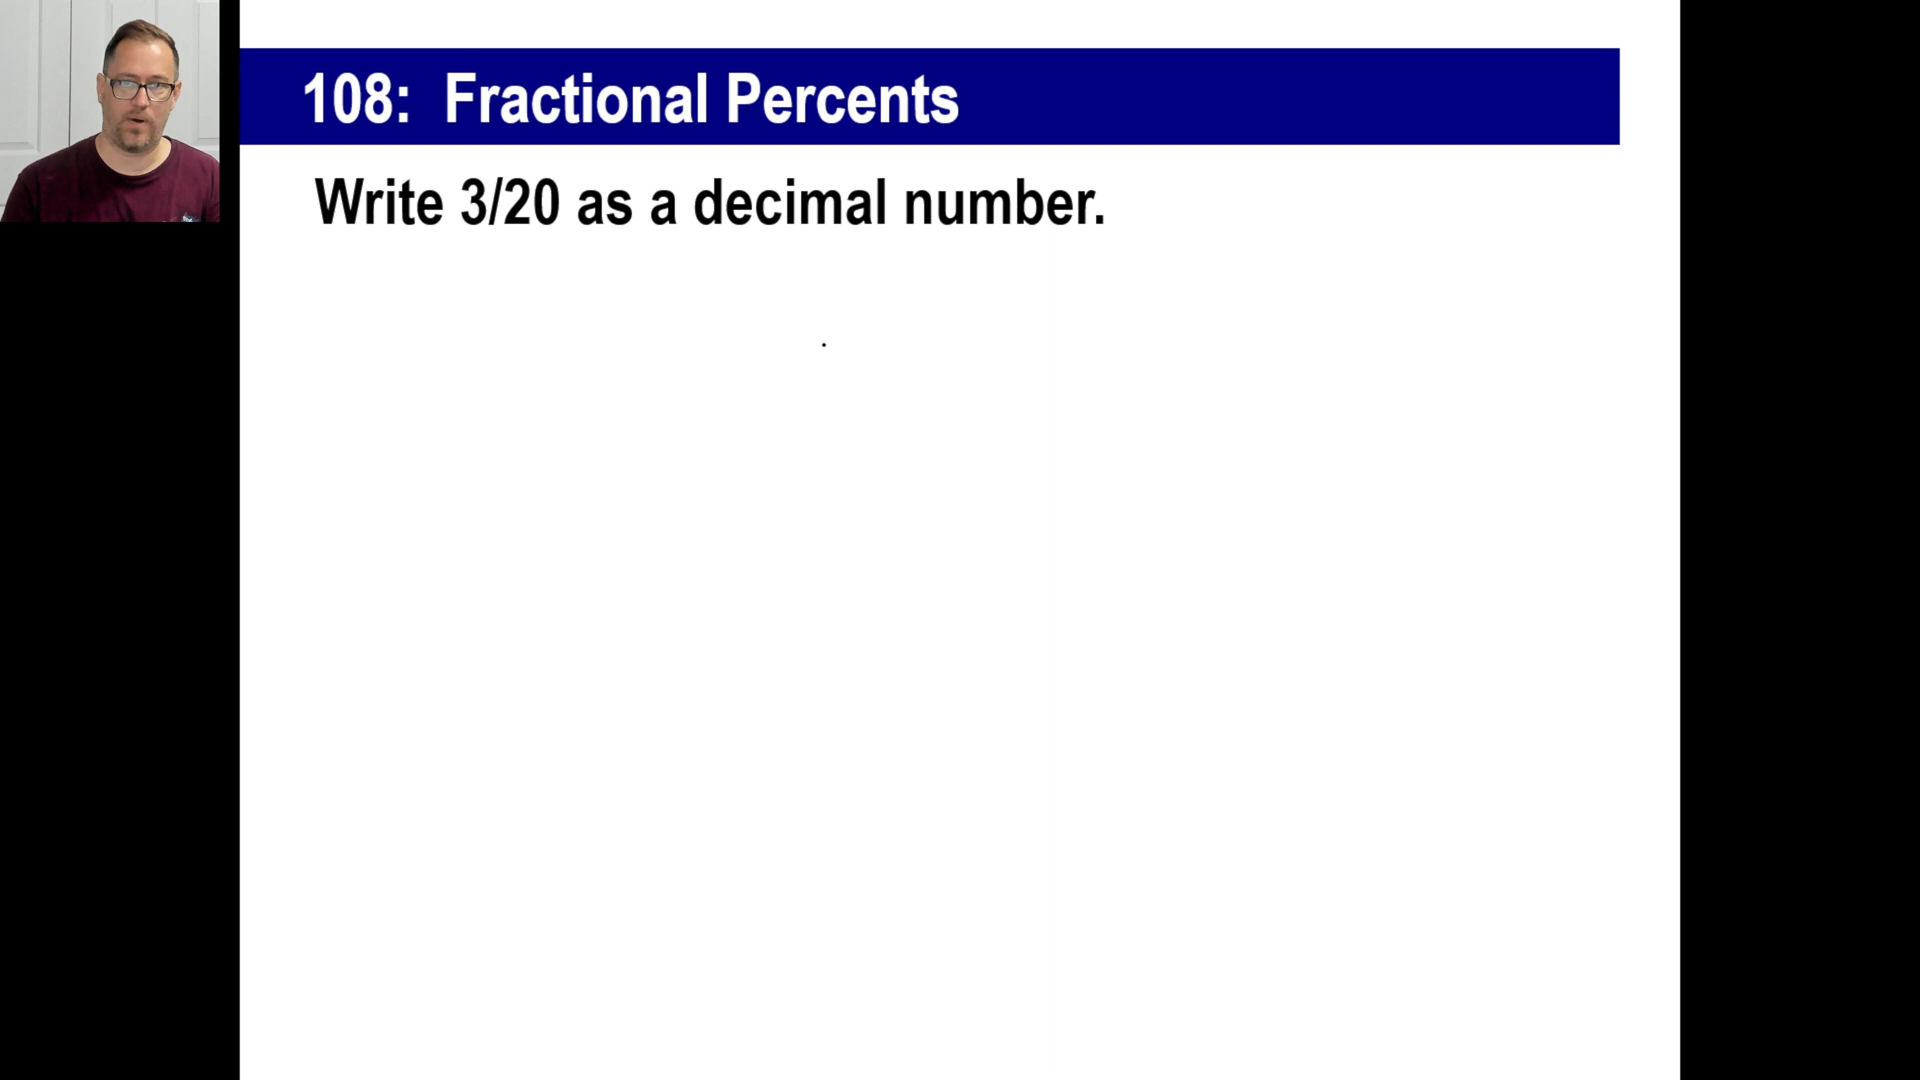 108: Fractional Percents
Write 3/20 as a decimal number.